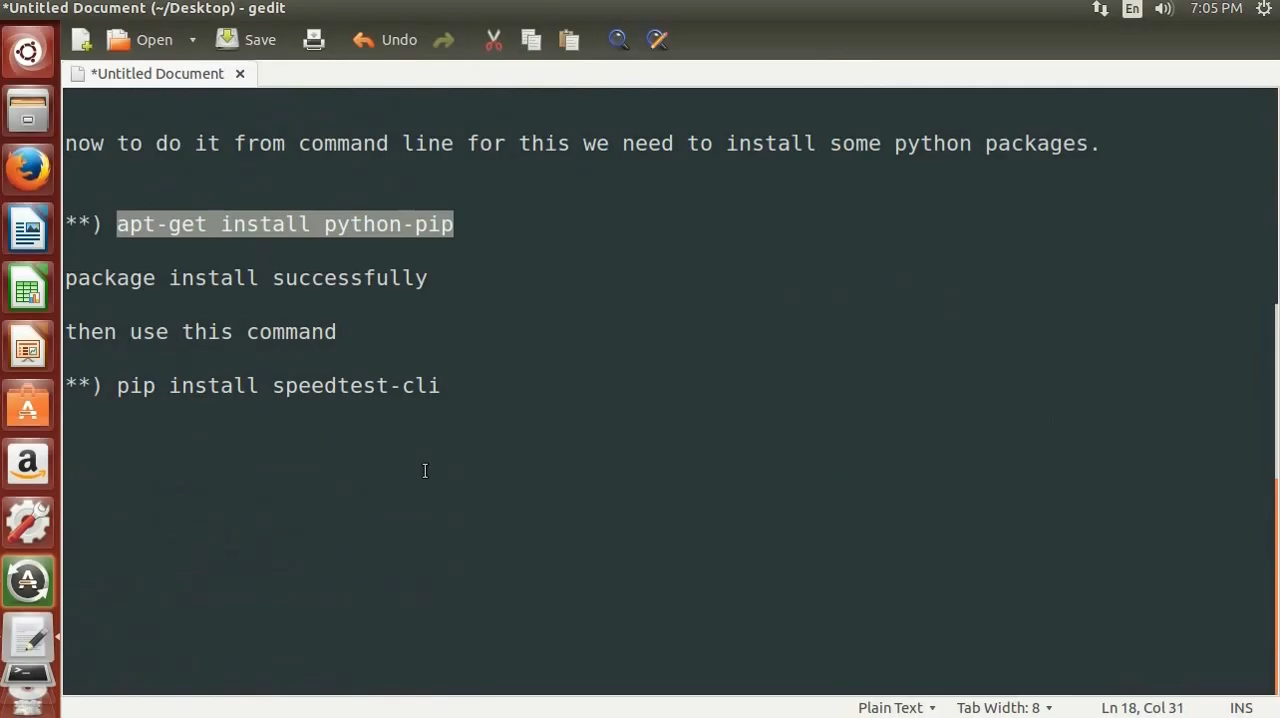 *Untitled Document (~/Desktop) - gedit
En
7:05 PM
Open
Save
Undo
*Untitled Document
now to do it from command line for this we need to install some python packages.
**) apt-get install python-pip
package install successfully
then use this command
**) pip install speedtest-cli
Plain Text
Tab Width: 8
Ln 18, Col 31
INS